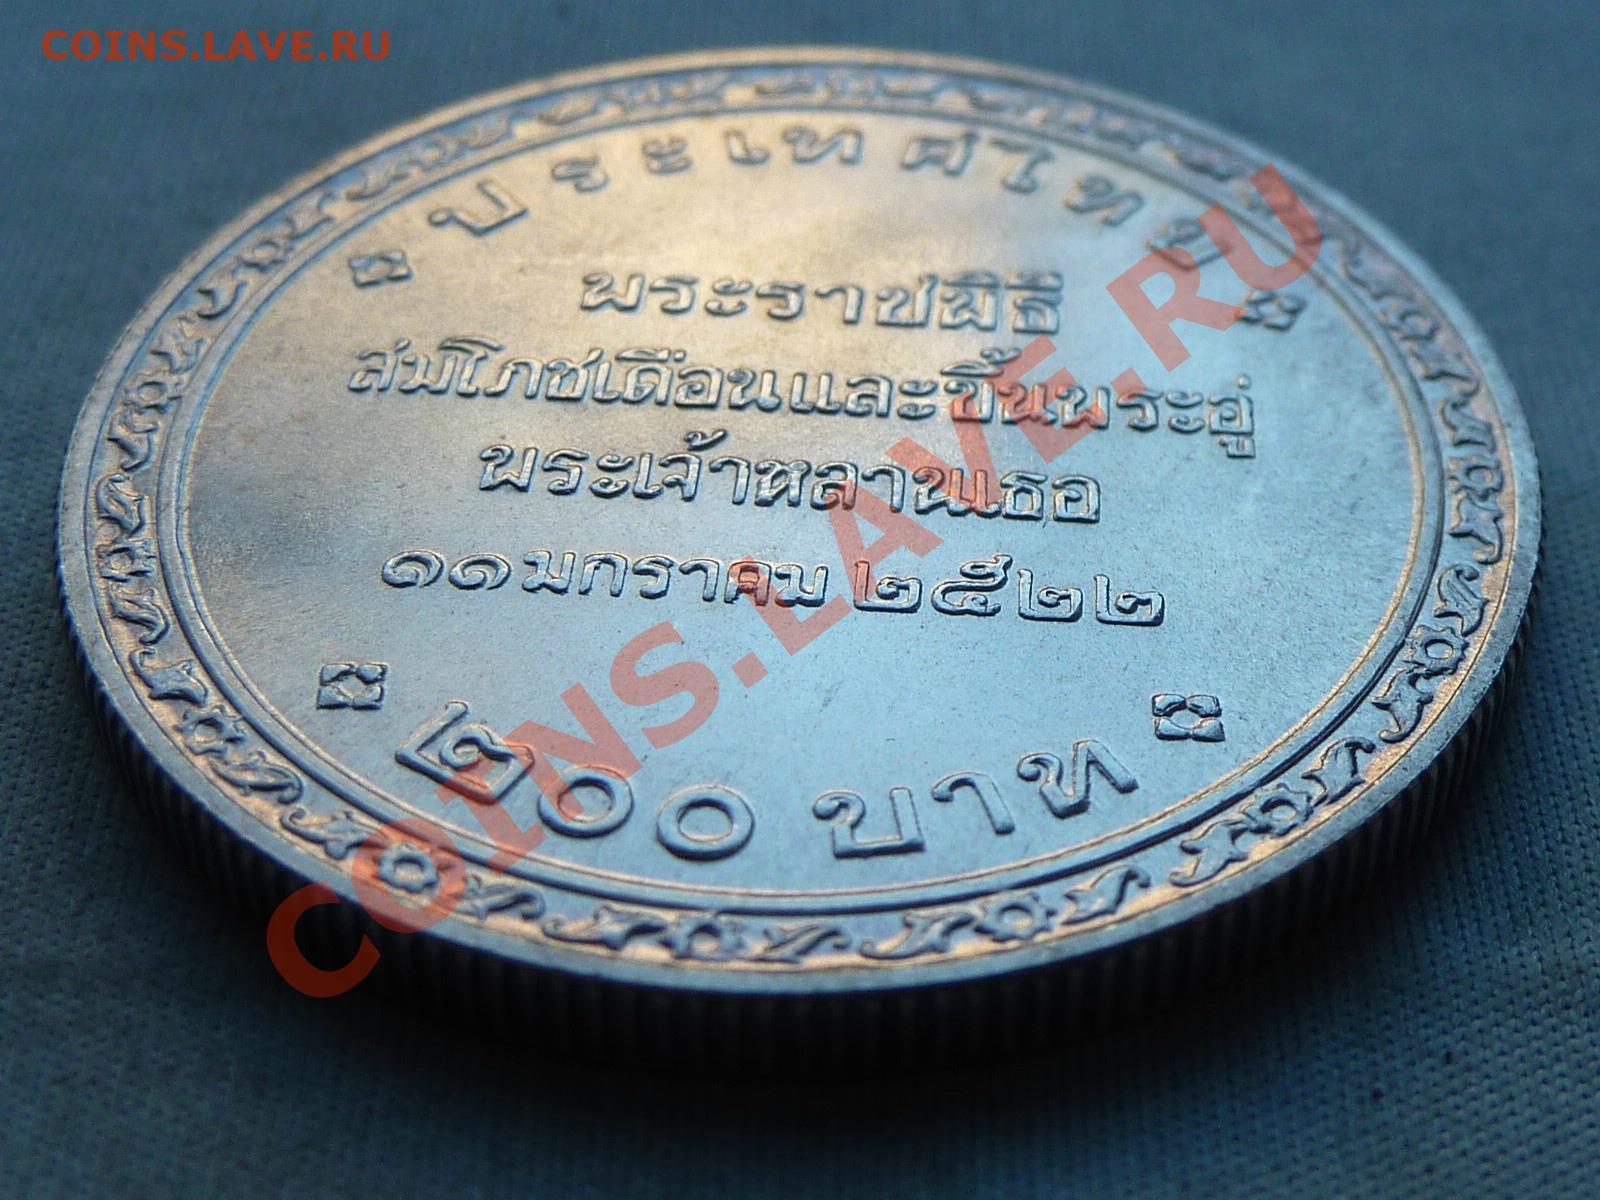 COINS.LAVE.RU
ประเทศไทย
พระราชพิธี
สมโภชเดือนและขึ้นพระอู่
พระเจ้าหลานเธอ
๑๑ มกราคม ๒๕๒๒
๒๐๐ บาท
COINS.LAVE.RU